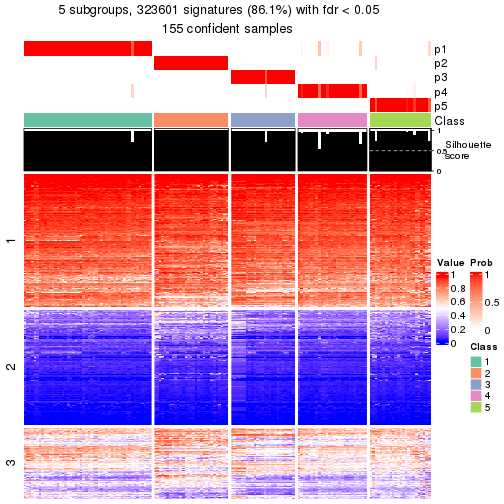 5 subgroups, 323601 signatures (86.1%) with fdr < 0.05
155 confident samples
p1
p2
p3
p4
p5
Class
1
0.5
0
Silhouette
score
1
2
3
Value
1
0.8
0.6
0.4
0.2
0
Prob
1
0.5
0
Class
1
2
3
4
5